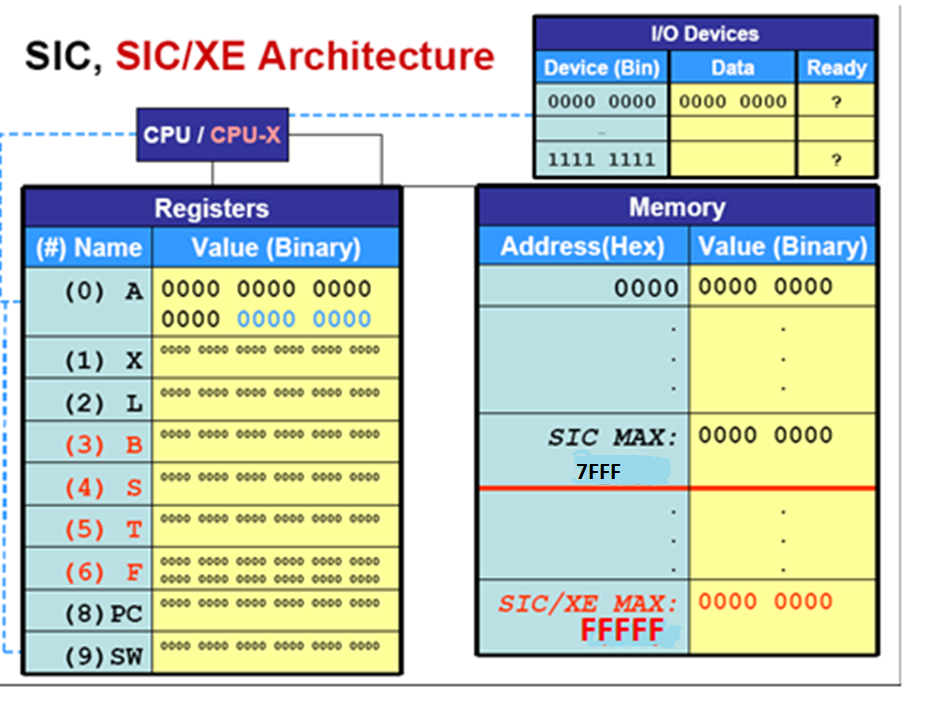 SIC, SIC/XE Architecture
I/O Devices
Device (Bin) Data Ready
0000 0000 0000 0000 ?
1111 1111 ?
CPU / CPU-X
Registers
(#) Name Value (Binary)
(0) A 0000 0000 0000
0000 0000 0000
(1) X 0000 0000 0000 0000 0000 0000
(2) L 0000 0000 0000 0000 0000 0000
(3) B 0000 0000 0000 0000 0000 0000
(4) S 0000 0000 0000 0000 0000 0000
(5) T 0000 0000 0000 0000 0000 0000
(6) F 0000 0000 0000 0000 0000 0000
0000 0000 0000 0000 0000 0000
(8) PC 0000 0000 0000 0000 0000 0000
(9) SW 0000 0000 0000 0000 0000 0000
Memory
Address(Hex) Value (Binary)
0000 0000 0000
. .
. .
. .
SIC MAX: 0000 0000
7FFF
. .
. .
. .
SIC/XE MAX: 0000 0000
FFFFF